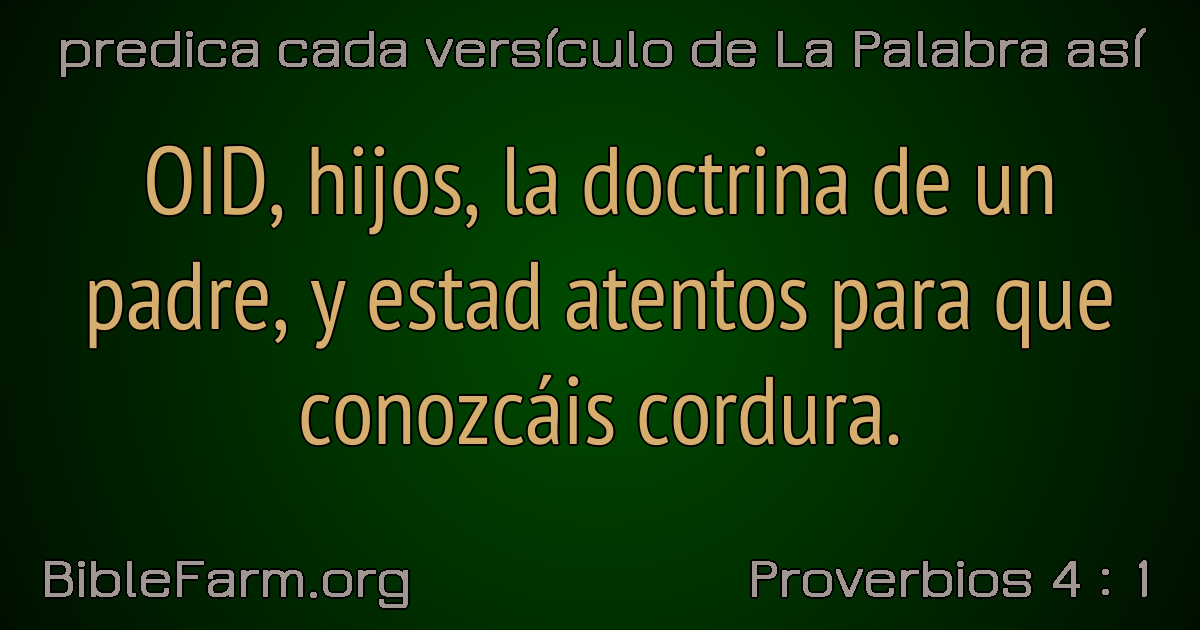 predica cada versículo de La Palabra así
OID, hijos, la doctrina de un
padre, y estad atentos para que
conozcáis cordura.
BibleFarm.org
Proverbios 4 : 1